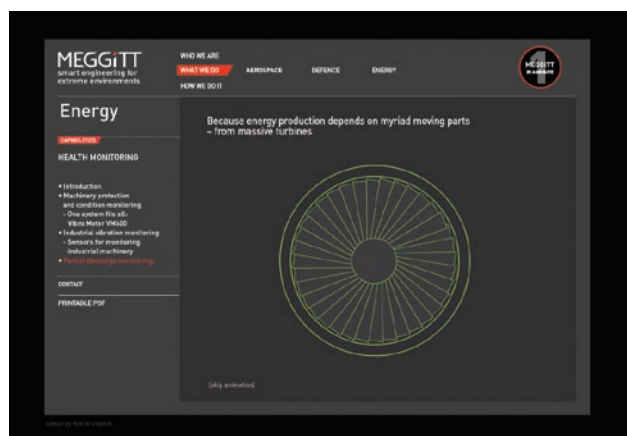 MEGGiTT
smart engineering for
extreme environments
WHO WE ARE
WHAT WE DO
AEROSPACE
DEFENCE
ENERGY
HOW WE DO IT
MEGGITT
Energy
CAPABILITIES
HEALTH MONITORING
• Introduction
• Machinery protection
and condition monitoring
- One system fits all-
Vibro Meter VM600
• Industrial vibration monitoring
- Sensors for monitoring
industrial machinery
• Partial discharge monitoring
CONTACT
PRINTABLE PDF
Because energy production depends on myriad moving parts
– from massive turbines
[skip animation]